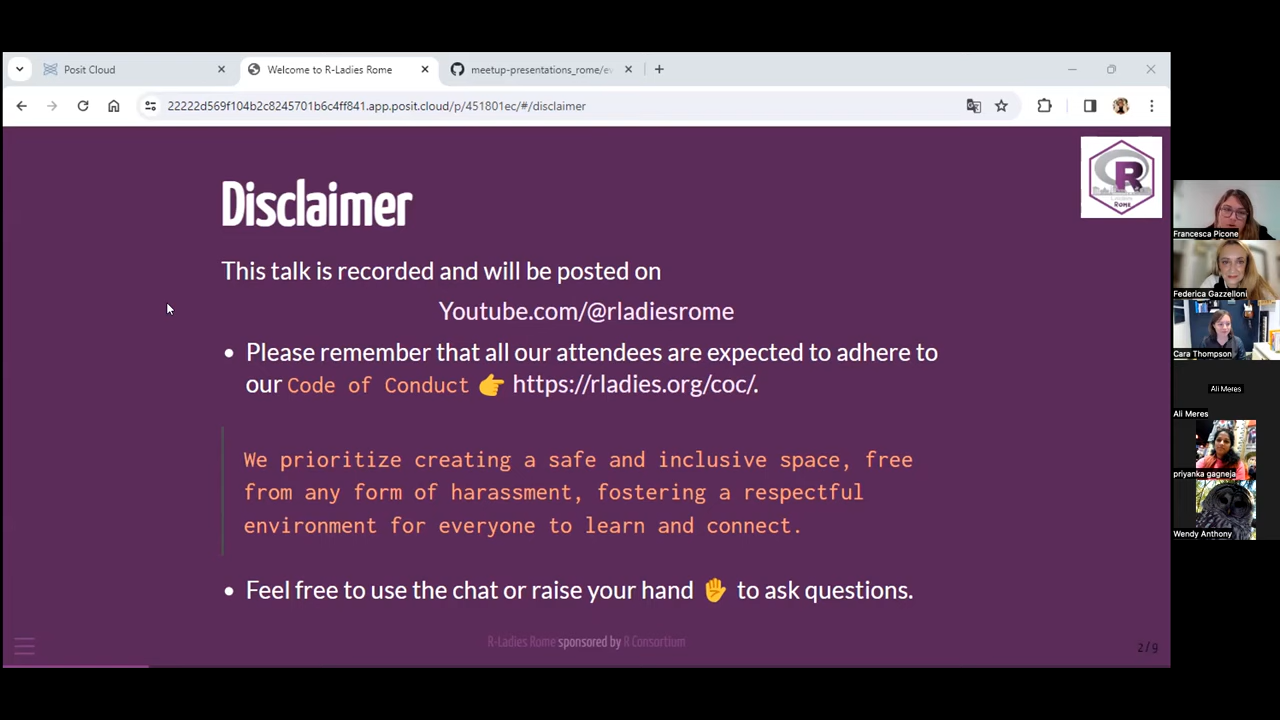 Posit Cloud
Welcome to R-Ladies Rome
meetup-presentations_rome/ev
22222d569f104b2c8245701b6c4ff841.app.posit.cloud/p/451801ec/#/disclaimer
R
ROME
Disclaimer
This talk is recorded and will be posted on
Youtube.com/@rladiesrome
• Please remember that all our attendees are expected to adhere to
our Code of Conduct 👉 https://rladies.org/coc/.
We prioritize creating a safe and inclusive space, free
from any form of harassment, fostering a respectful
environment for everyone to learn and connect.
• Feel free to use the chat or raise your hand ✋ to ask questions.
R-Ladies Rome sponsored by R Consortium
2/9
Francesca Picone
Federica Gazzelloni
Cara Thompson
Ali Meres
Ali Meres
priyanka gagneja
Wendy Anthony